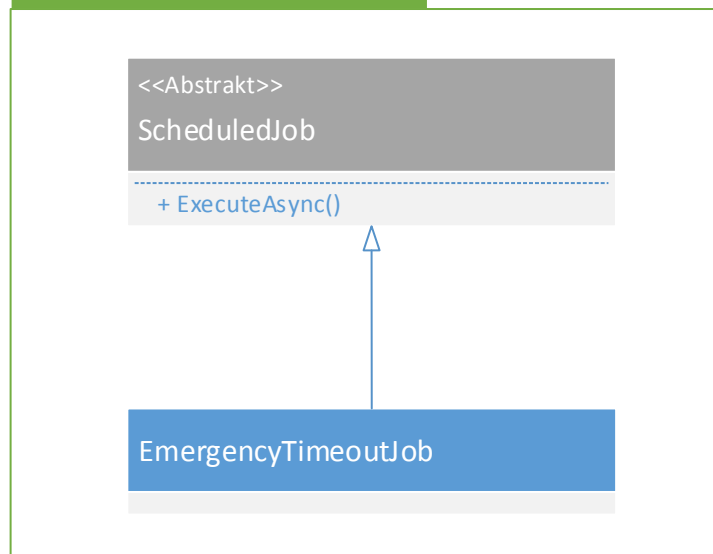 <<Abstrakt>>
ScheduledJob
+ ExecuteAsync()
EmergencyTimeoutJob